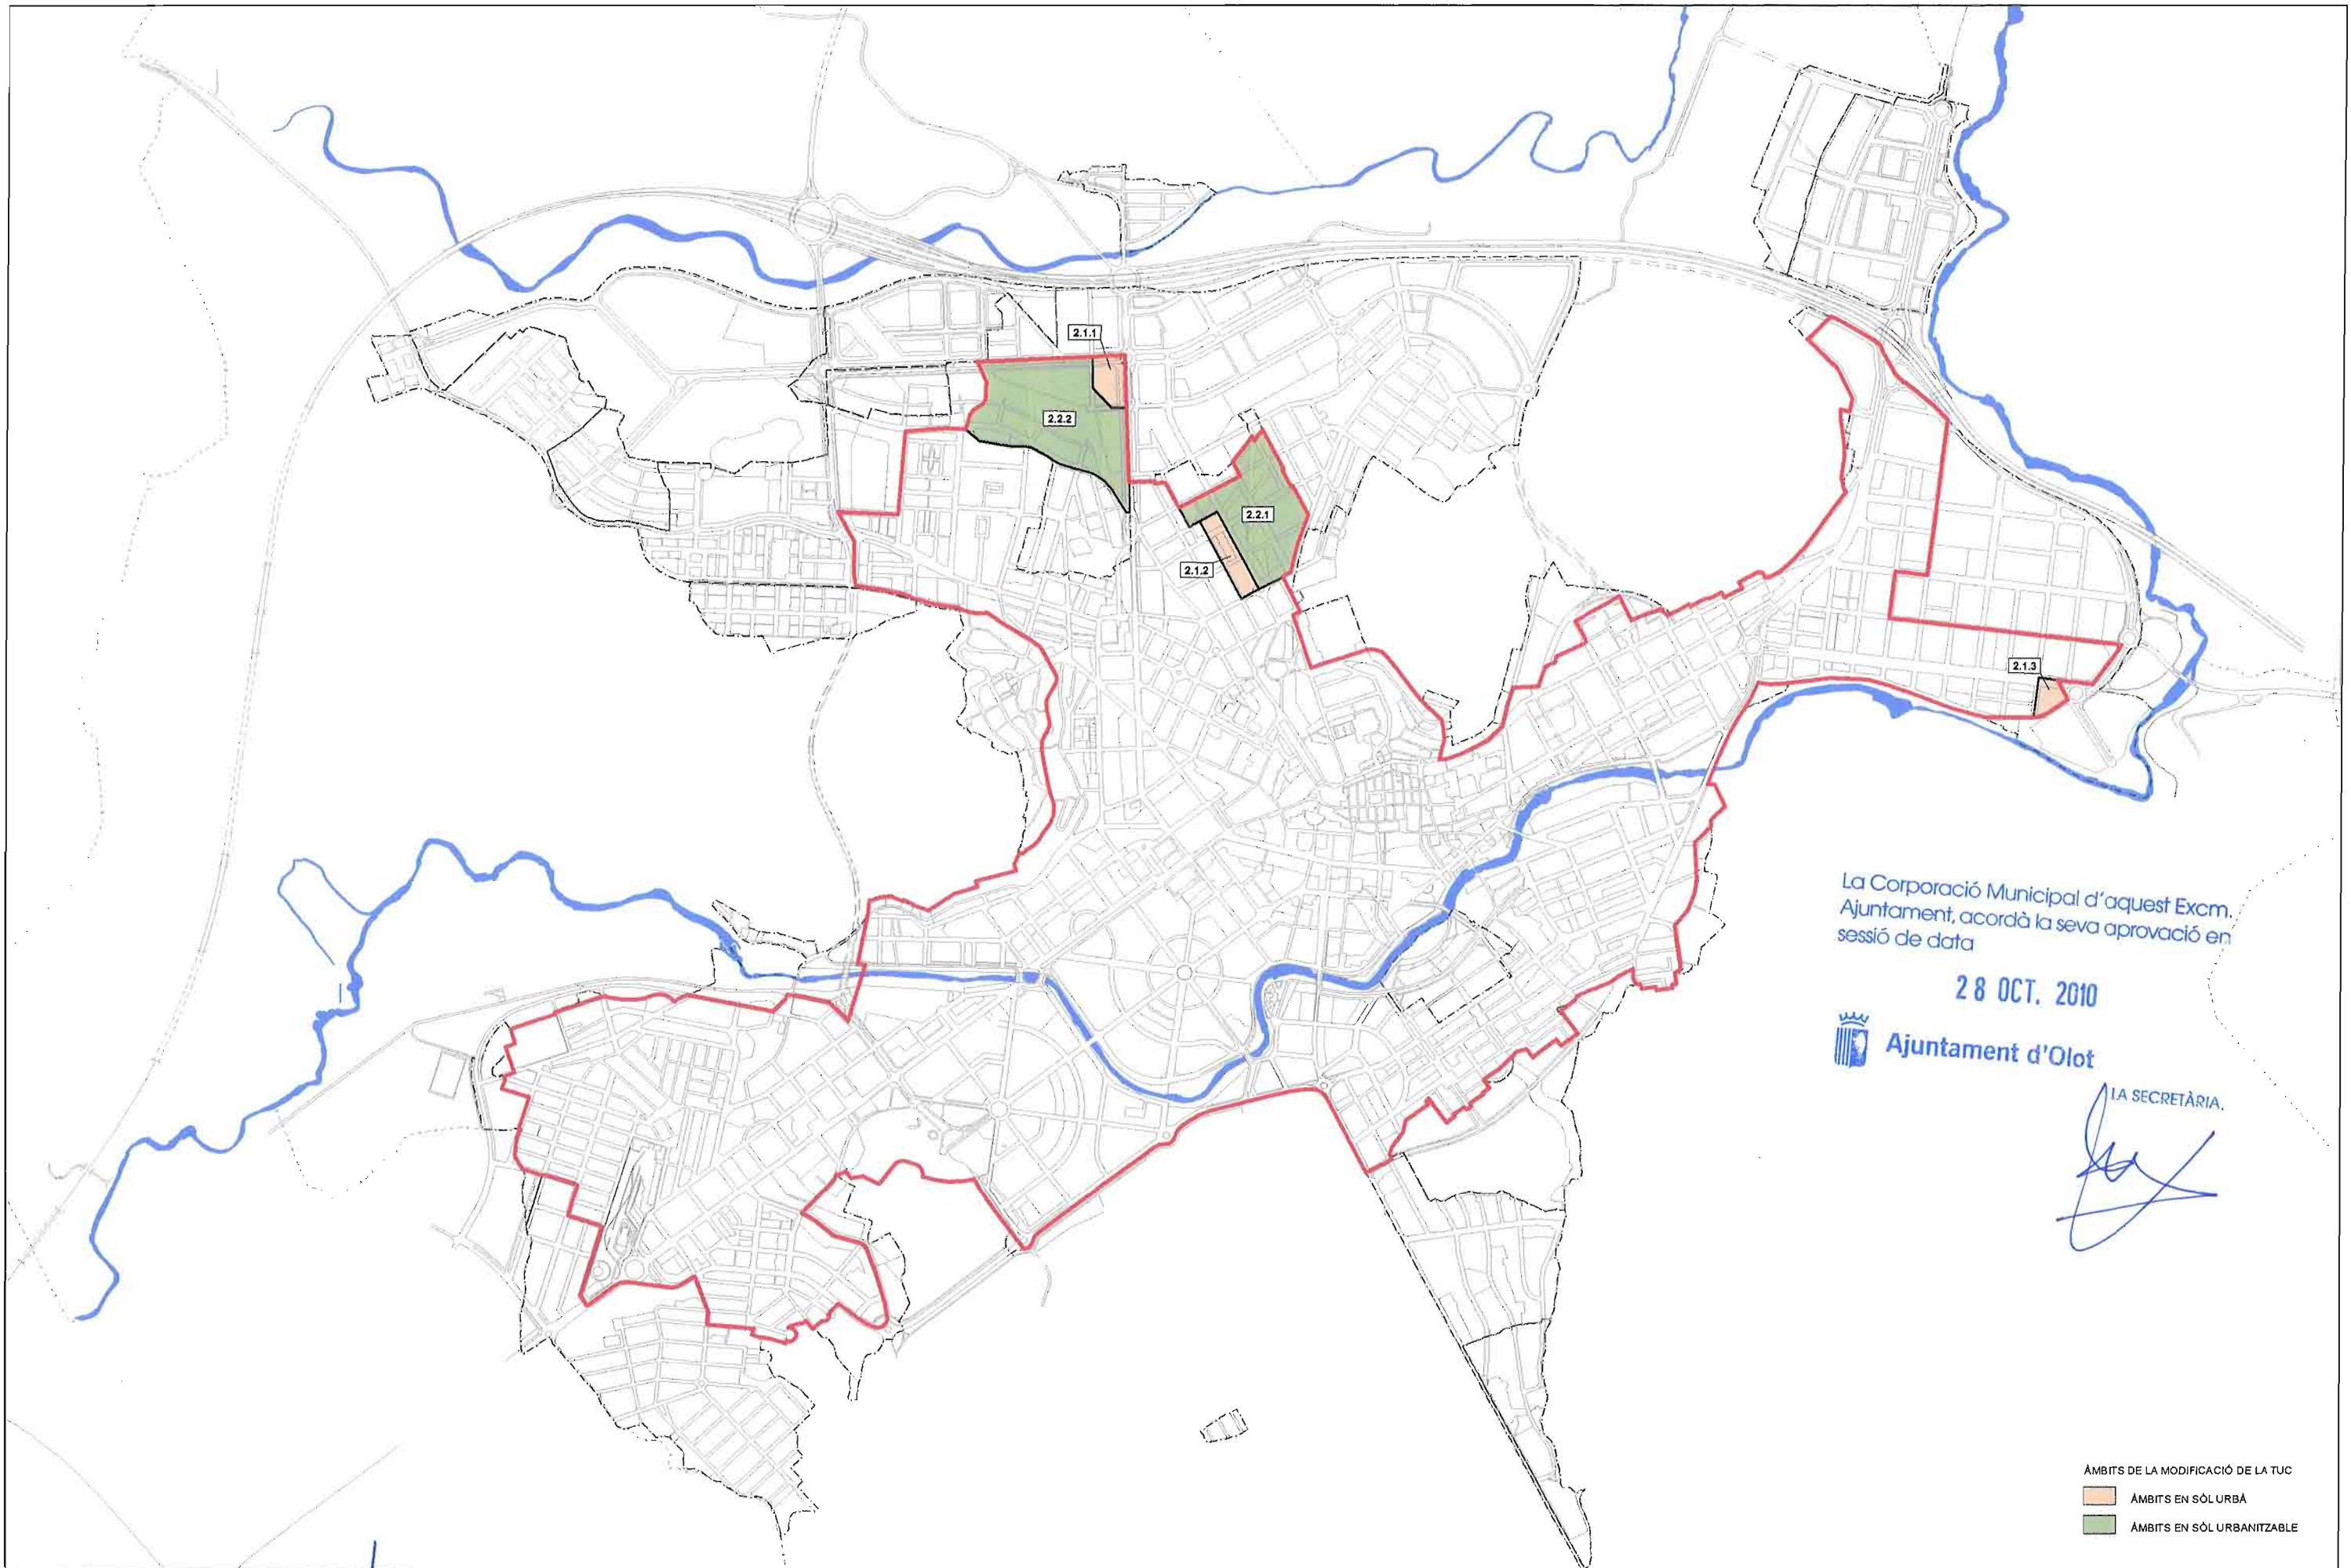 2.1.1
2.2.2
2.2.1
2.1.2
2.1.3
La Corporació Municipal d'aquest Excm.
Ajuntament, acordà la seva aprovació en
sessió de data
28 OCT. 2010
Ajuntament d'Olot
LA SECRETÀRIA,
ÀMBITS DE LA MODIFICACIÓ DE LA TUC
ÀMBITS EN SÒL URBÀ
ÀMBITS EN SÒL URBANITZABLE